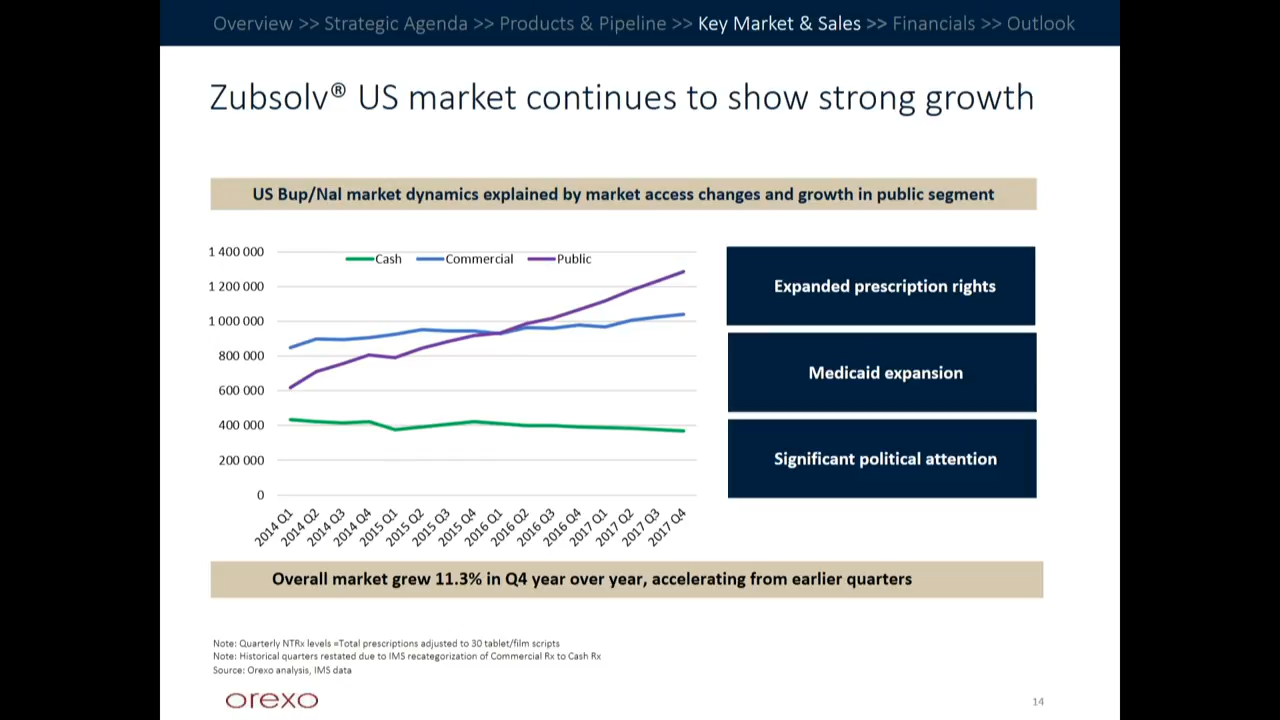 Overview >> Strategic Agenda >> Products & Pipeline >> Key Market & Sales >> Financials >> Outlook
Zubsolv® US market continues to show strong growth
US Bup/Nal market dynamics explained by market access changes and growth in public segment
1 400 000
1 200 000
1 000 000
800 000
600 000
400 000
200 000
0
Cash Commercial Public
2014 Q1
2014 Q2
2014 Q3
2014 Q4
2015 Q1
2015 Q2
2015 Q3
2015 Q4
2016 Q1
2016 Q2
2016 Q3
2016 Q4
2017 Q1
2017 Q2
2017 Q3
2017 Q4
Expanded prescription rights
Medicaid expansion
Significant political attention
Overall market grew 11.3% in Q4 year over year, accelerating from earlier quarters
Note: Quarterly NTRx levels =Total prescriptions adjusted to 30 tablet/film scripts
Note: Historical quarters restated due to IMS recategorization of Commercial Rx to Cash Rx
Source: Orexo analysis, IMS data
orexo
14